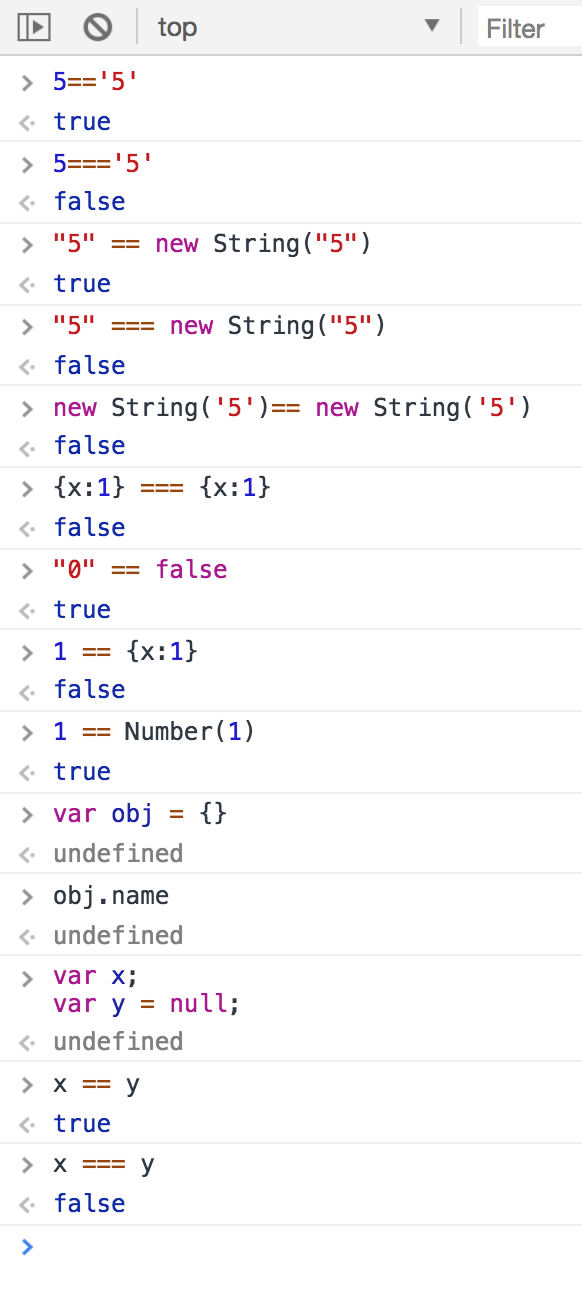 top
Filter
5=='5'
true
5==='5'
false
"5" == new String("5")
true
"5" === new String("5")
false
new String('5')== new String('5')
false
{x:1} === {x:1}
false
"0" == false
true
1 == {x:1}
false
1 == Number(1)
true
var obj = {}
undefined
obj.name
undefined
var x;
var y = null;
undefined
x == y
true
x === y
false